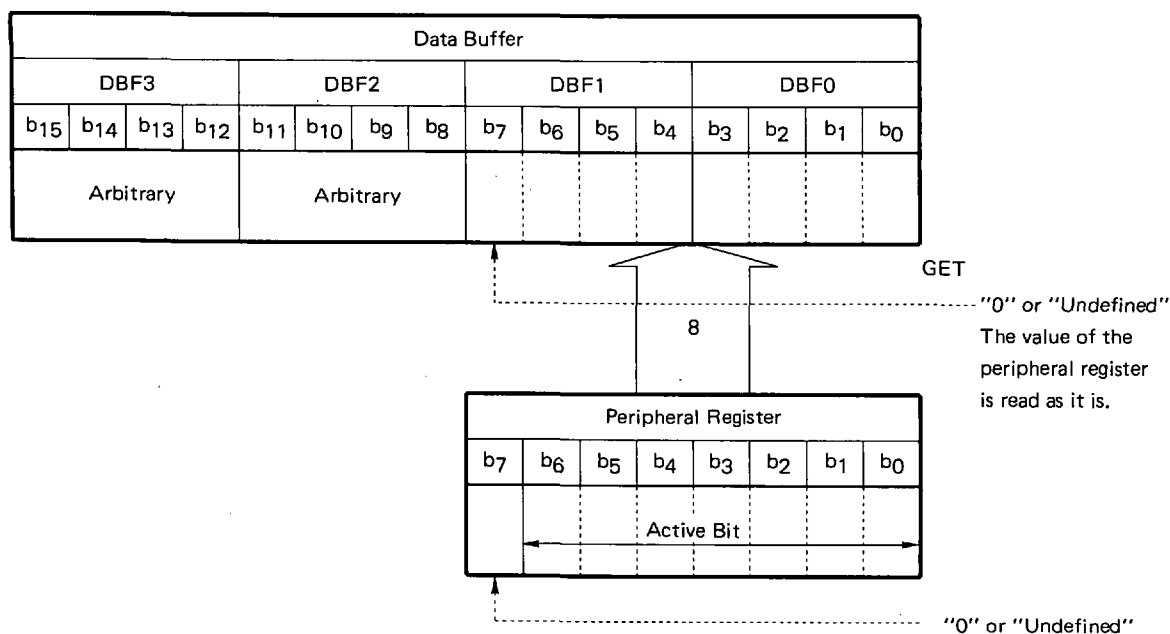 Data Buffer
DBF3 DBF2 DBF1 DBF0
b15 b14 b13 b12 b11 b10 b9 b8 b7 b6 b5 b4 b3 b2 b1 b0
Arbitrary Arbitrary
GET
8
"0" or "Undefined"
The value of the
peripheral register
is read as it is.
Peripheral Register
b7 b6 b5 b4 b3 b2 b1 b0
Active Bit
"0" or "Undefined"